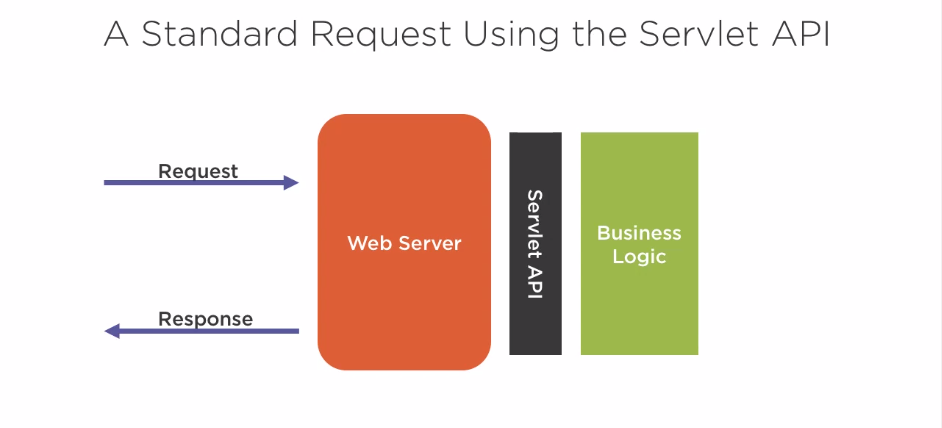 A Standard Request Using the Servlet API
Request
Web Server
Servlet API
Business
Logic
Response